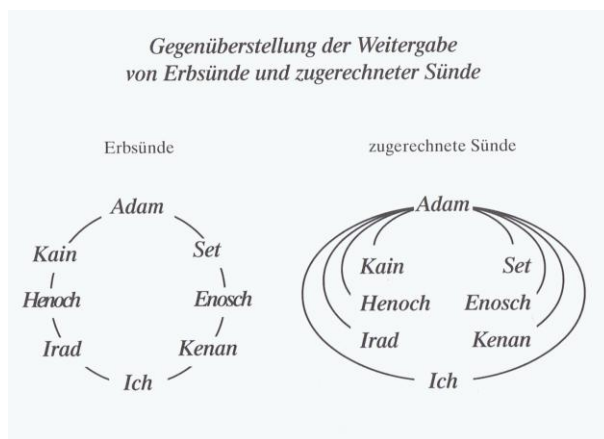 Gegenüberstellung der Weitergabe
von Erbsünde und zugerechneter Sünde
Erbsünde
Adam
Kain
Set
Henoch
Enosch
Irad
Kenan
Ich
zugerechnete Sünde
Adam
Kain
Set
Henoch
Enosch
Irad
Kenan
Ich